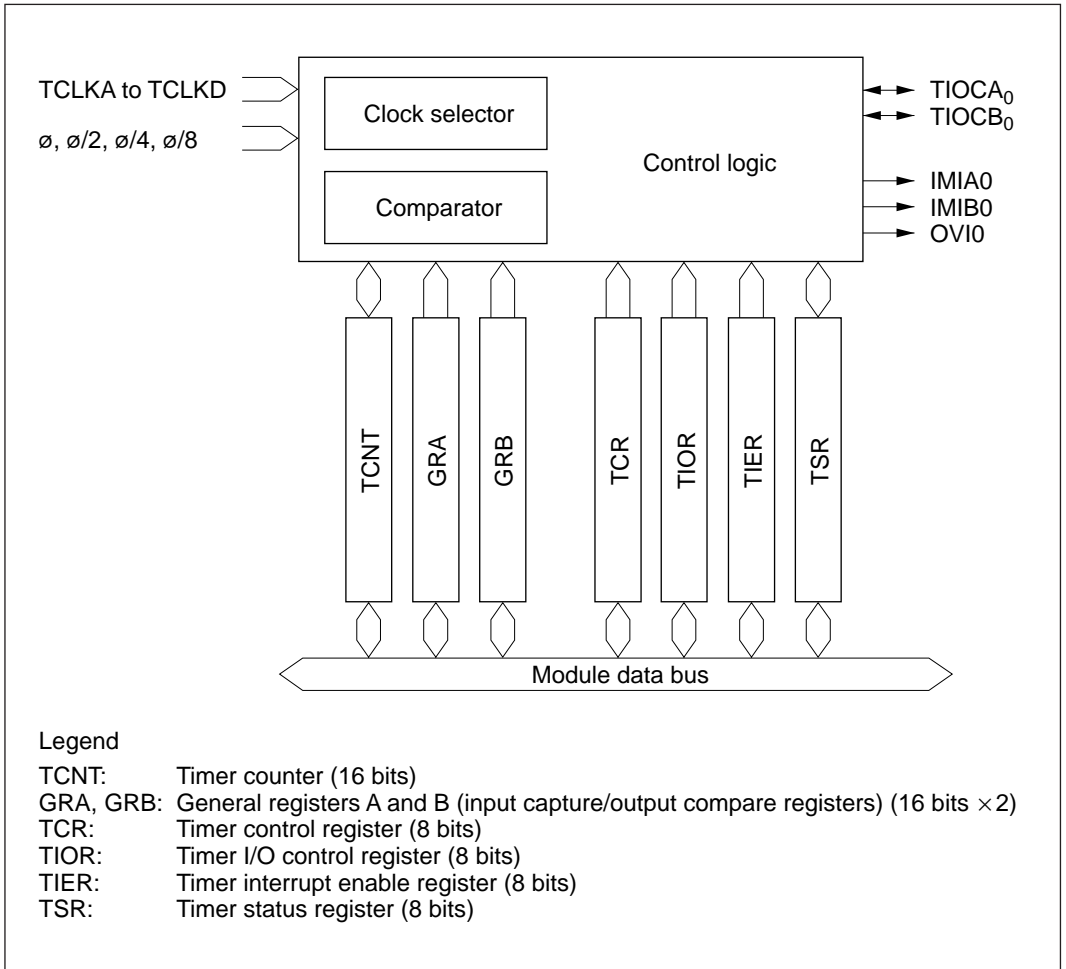 TCLKA to TCLKD
ø, ø/2, ø/4, ø/8
Clock selector
Comparator
Control logic
TIOCA0
TIOCB0
IMIA0
IMIB0
OVI0
TCNT
GRA
GRB
TCR
TIOR
TIER
TSR
Module data bus
Legend
TCNT: Timer counter (16 bits)
GRA, GRB: General registers A and B (input capture/output compare registers) (16 bits ×2)
TCR: Timer control register (8 bits)
TIOR: Timer I/O control register (8 bits)
TIER: Timer interrupt enable register (8 bits)
TSR: Timer status register (8 bits)